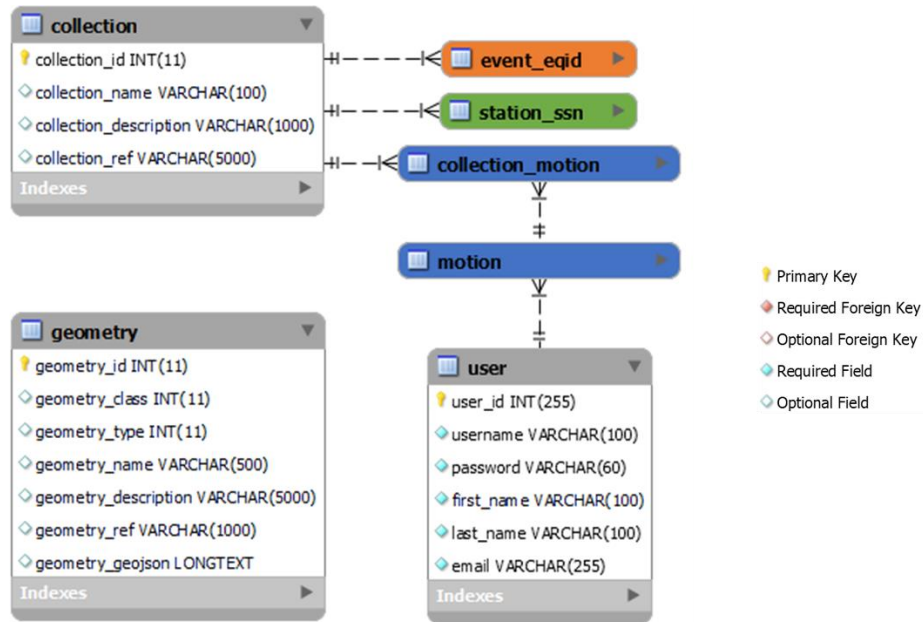 collection
collection_id INT(11)
collection_name VARCHAR(100)
collection_description VARCHAR(1000)
collection_ref VARCHAR(5000)
Indexes
event_eqid
station_ssn
collection_motion
motion
geometry
geometry_id INT(11)
geometry_class INT(11)
geometry_type INT(11)
geometry_name VARCHAR(500)
geometry_description VARCHAR(5000)
geometry_ref VARCHAR(1000)
geometry_geojson LONGTEXT
Indexes
user
user_id INT(255)
username VARCHAR(100)
password VARCHAR(60)
first_name VARCHAR(100)
last_name VARCHAR(100)
email VARCHAR(255)
Indexes
Primary Key
Required Foreign Key
Optional Foreign Key
Required Field
Optional Field